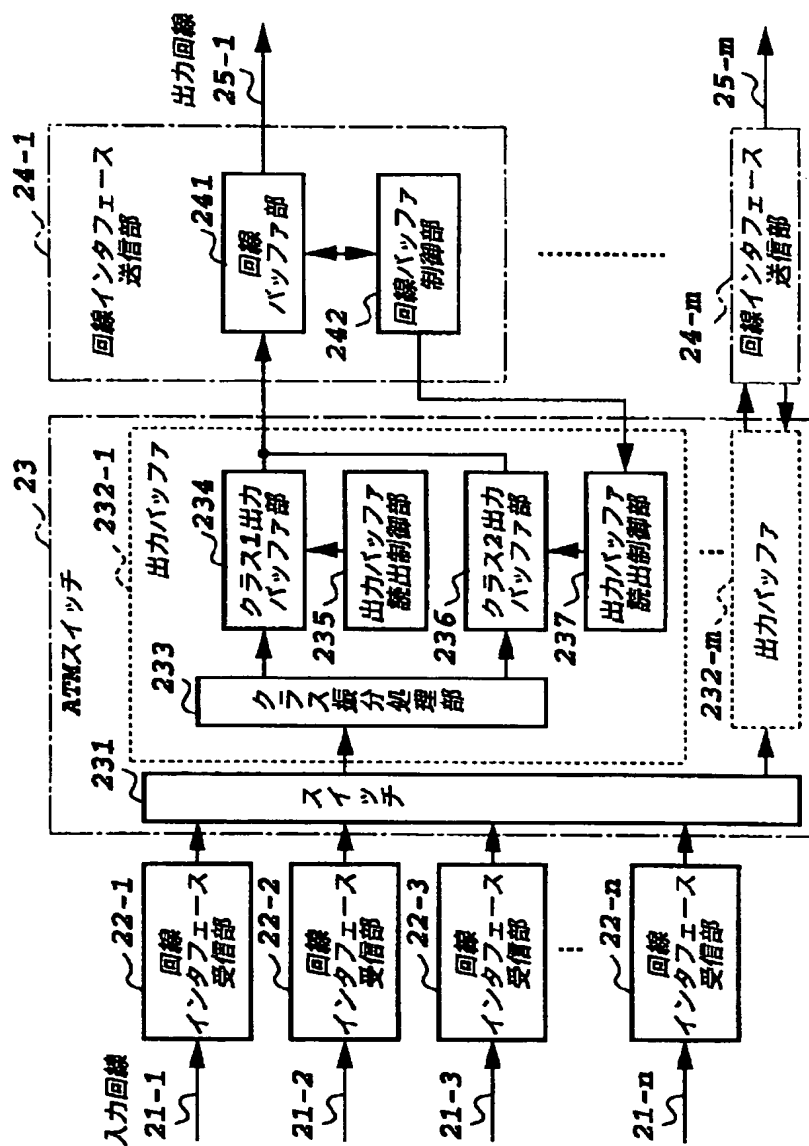 入力回線
21-1
21-2
21-3
21-n
22-1
回線
インタフェース
受信部
22-2
回線
インタフェース
受信部
22-3
回線
インタフェース
受信部
22-n
回線
インタフェース
受信部
23
ATMスイッチ
231
スイッチ
232-1
出力バッファ
233
クラス振分処理部
234
クラス1出力
バッファ部
235
出力バッファ
読出制御部
236
クラス2出力
バッファ部
237
出力バッファ
読出制御部
232-m
出力バッファ
24-1
回線インタフェース
送信部
241
回線
バッファ部
242
回線バッファ
制御部
24-m
回線インタフェース
送信部
出力回線
25-1
25-m